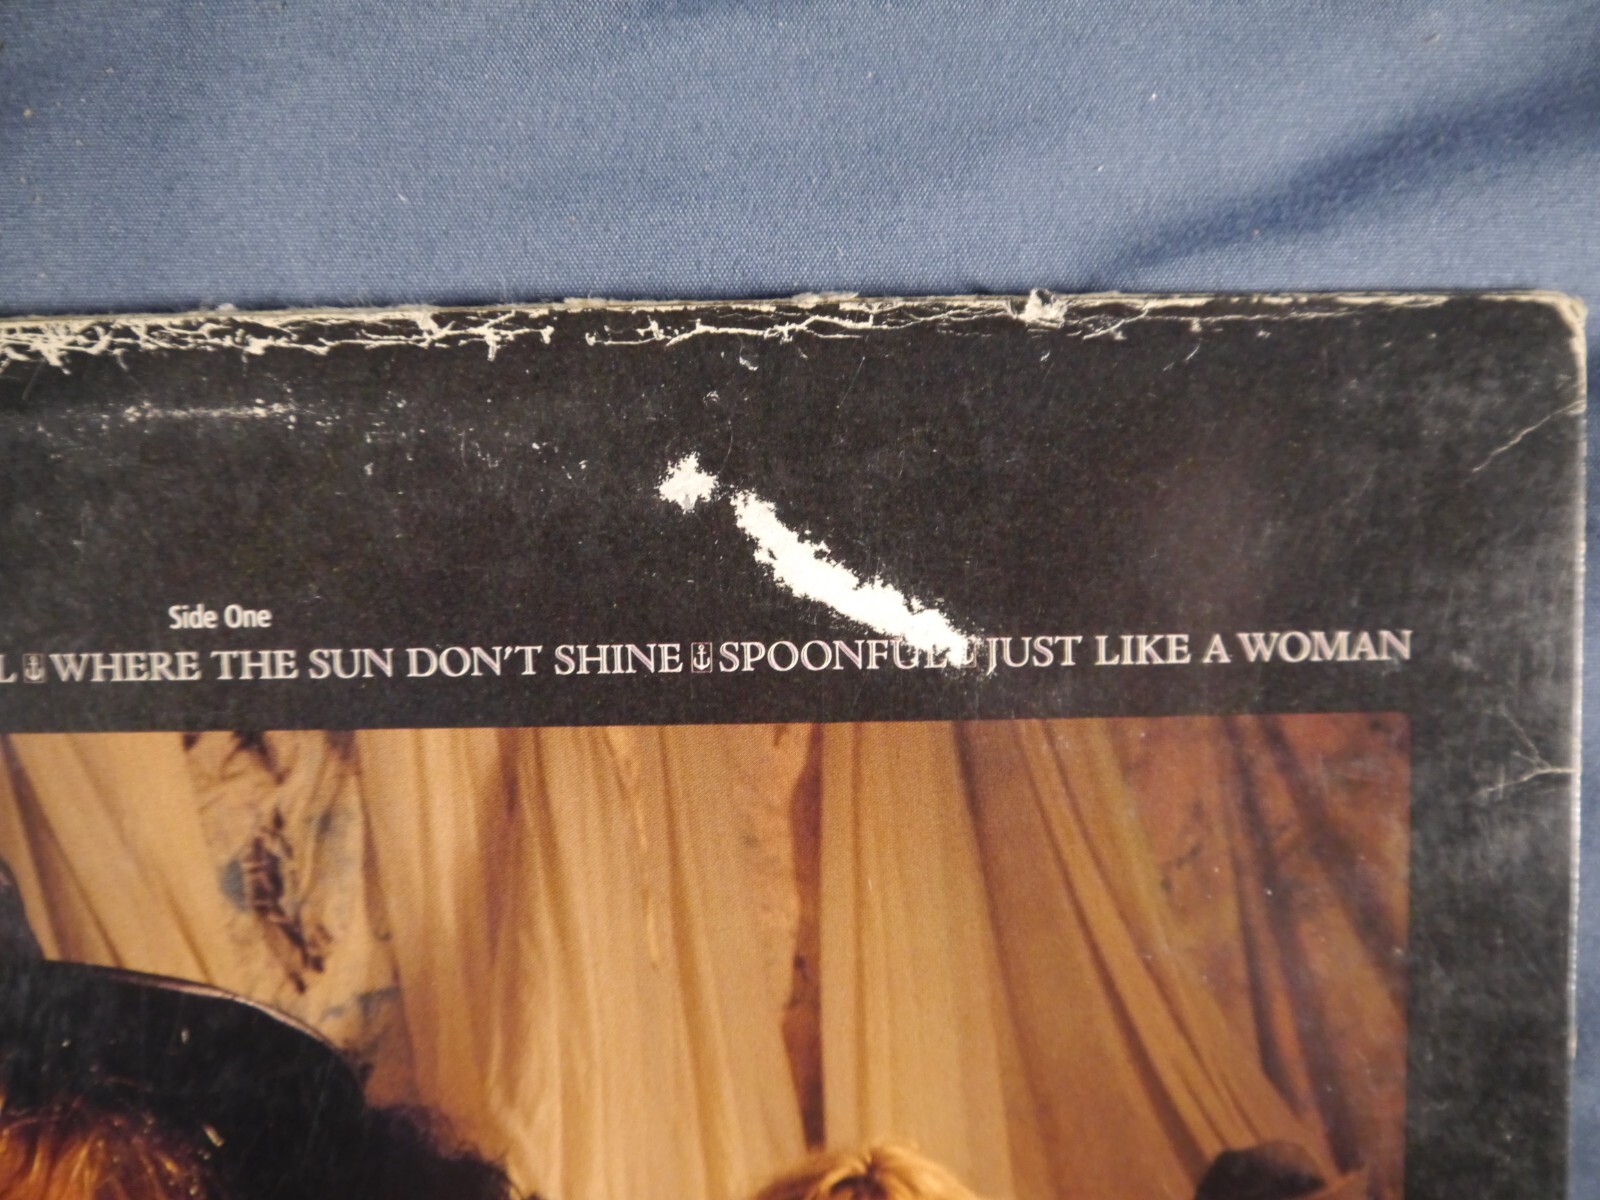 Side One
L WHERE THE SUN DON'T SHINE SPOONFUL JUST LIKE A WOMAN